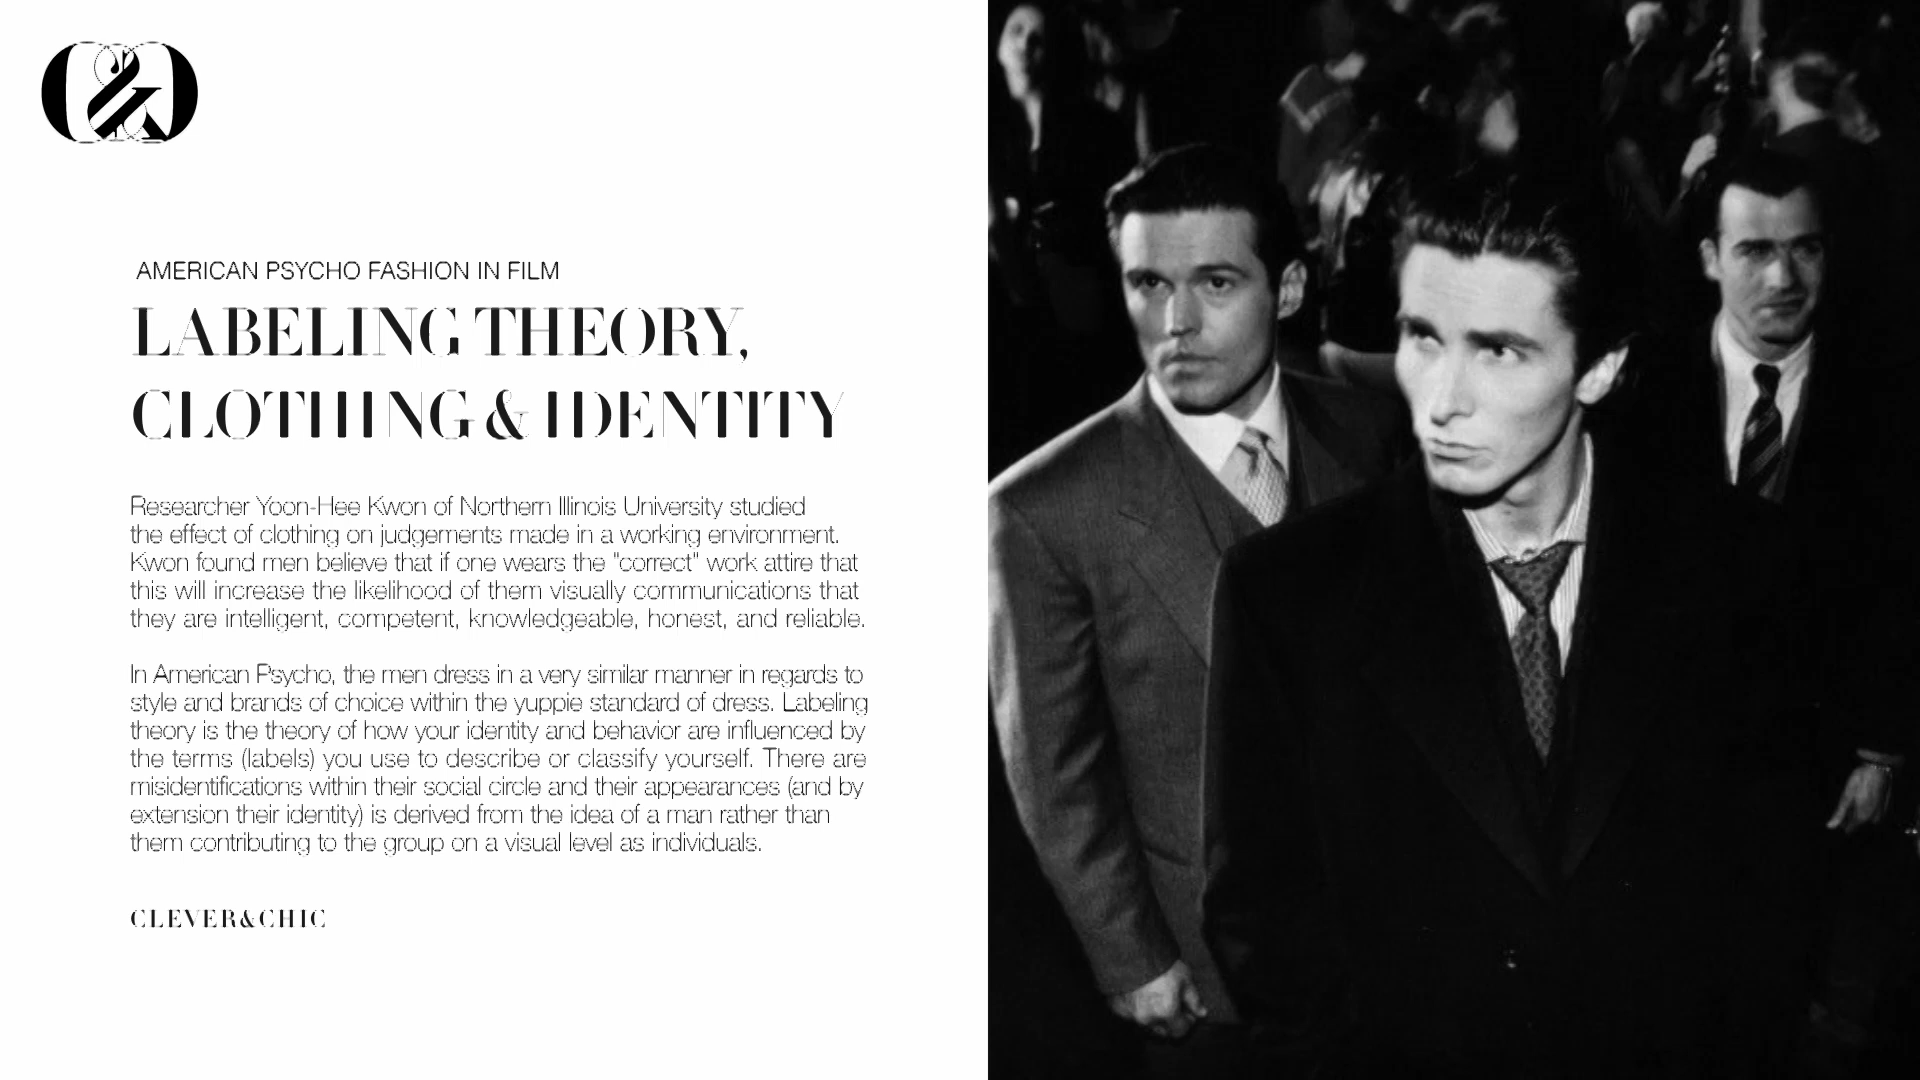 C&C
AMERICAN PSYCHO FASHION IN FILM
LABELING THEORY,
CLOTHING & IDENTITY
Researcher Yoon-Hee Kwon of Northern Illinois University studied
the effect of clothing on judgements made in a working environment.
Kwon found men believe that if one wears the "correct" work attire that
this will increase the likelihood of them visually communications that
they are intelligent, competent, knowledgeable, honest, and reliable.
In American Psycho, the men dress in a very similar manner in regards to
style and brands of choice within the yuppie standard of dress. Labeling
theory is the theory of how your identity and behavior are influenced by
the terms (labels) you use to describe or classify yourself. There are
misidentifications within their social circle and their appearances (and by
extension their identity) is derived from the idea of a man rather than
them contributing to the group on a visual level as individuals.
CLEVER&CHIC